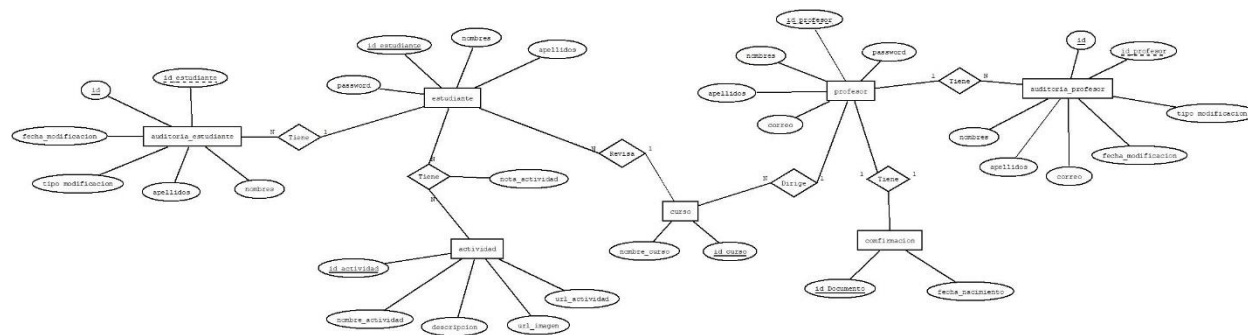 id_profesor
nombres
password
id_estudiante
nombres
apellidos
password
estudiante
id_estudiante
id
fecha_modificacion
auditoria_estudiante
N
Tiene
1
tipo modificacion
apellidos
nombres
apellidos
profesor
correo
1
Tiene
N
id
id_profesor
auditoria_profesor
tipo modificacion
nombres
apellidos
correo
fecha_modificacion
N
Tiene
N
nota_actividad
N
Revisa
1
N
Dirige
1
1
Tiene
1
curso
nombre_curso
id_curso
comfirmacion
id_Documento
fecha_nacimiento
actividad
id_actividad
nombre_actividad
descripcion
url_imagen
url_actividad